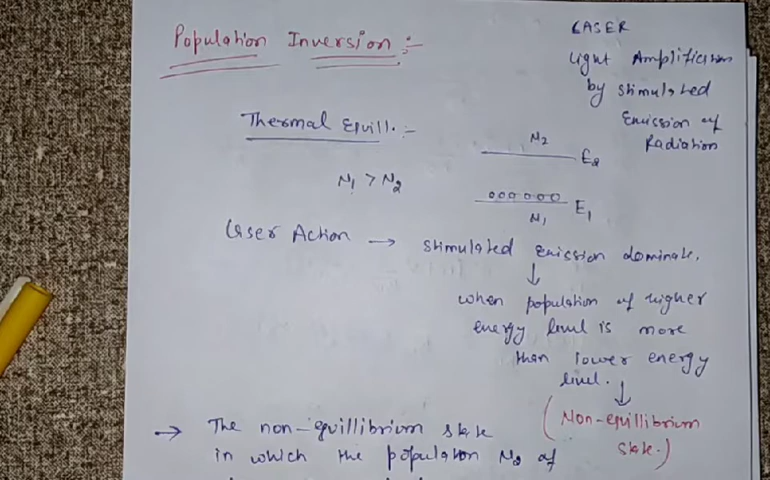 Population Inversion :-
LASER
Light Amplification
by Stimulated
Emission of
Radiation
Thermal Equill. :-
N2
E2
N1 > N2
N1
E1
Laser Action → Stimulated Emission dominate.
↓
when population of higher
energy level is more
than lower energy
level.
↓
(Non-equillibrium
State.)
→ The non-equillibrium state
in which the population N2 of